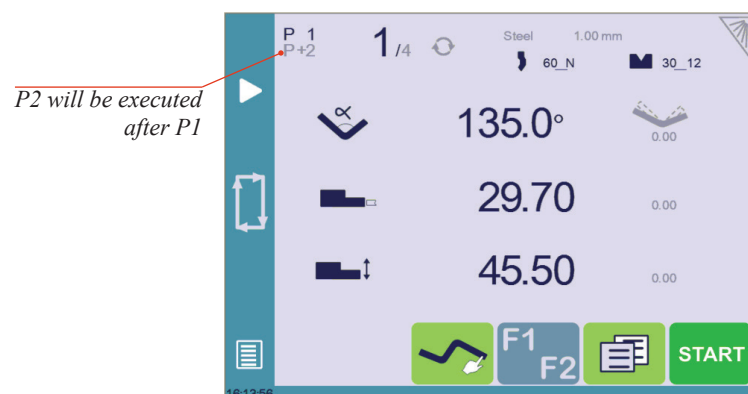 P 1
P+2
1/4
Steel 1.00 mm
60_N
30_12
P2 will be executed
after P1
α
135.0°
0.00
29.70
0.00
45.50
0.00
F1
F2
START
16:13:56